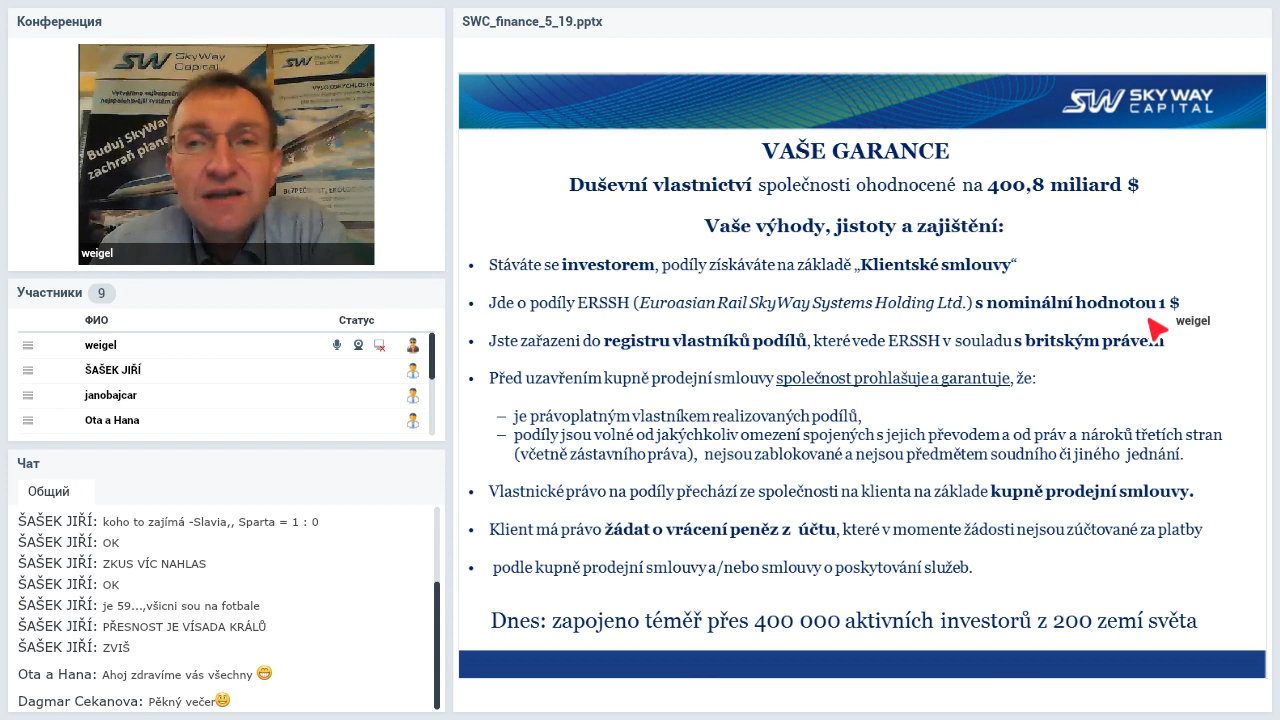 Конференция
SW SkyWay
Capital
SW SkyWay
Capital
Buduj SkyWay
zachraň plane
weigel
Участники 9
ФИО Статус
weigel
ŠAŠEK JIŘÍ
janobajcar
Ota a Hana
Чат
Общий
ŠAŠEK JIŘÍ: koho to zajímá -Slavia,, Sparta = 1 : 0
ŠAŠEK JIŘÍ: OK
ŠAŠEK JIŘÍ: ZKUS VÍC NAHLAS
ŠAŠEK JIŘÍ: OK
ŠAŠEK JIŘÍ: je 59...,všicni sou na fotbale
ŠAŠEK JIŘÍ: PŘESNOST JE VÍSADA KRÁLŮ
ŠAŠEK JIŘÍ: ZVIŠ
Ota a Hana: Ahoj zdravíme vás všechny 😁
Dagmar Cekanova: Pěkný večer🙂
SWC_finance_5_19.pptx
SW SKY WAY
CAPITAL
VAŠE GARANCE
Duševní vlastnictví společnosti ohodnocené na 400,8 miliard $
Vaše výhody, jistoty a zajištění:
• Stáváte se investorem, podíly získáváte na základě „Klientské smlouvy“
• Jde o podíly ERSSH (Euroasian Rail SkyWay Systems Holding Ltd.) s nominální hodnotou 1 $
weigel
• Jste zařazeni do registru vlastníků podílů, které vede ERSSH v souladu s britským právem
• Před uzavřením kupně prodejní smlouvy společnost prohlašuje a garantuje, že:
– je právoplatným vlastníkem realizovaných podílů,
– podíly jsou volné od jakýchkoliv omezení spojených s jejich převodem a od práv a nároků třetích stran
(včetně zástavního práva), nejsou zablokované a nejsou předmětem soudního či jiného jednání.
• Vlastnické právo na podíly přechází ze společnosti na klienta na základe kupně prodejní smlouvy.
• Klient má právo žádat o vrácení peněz z účtu, které v momente žádosti nejsou zúčtované za platby
• podle kupně prodejní smlouvy a/nebo smlouvy o poskytování služeb.
Dnes: zapojeno téměř přes 400 000 aktivních investorů z 200 zemí světa